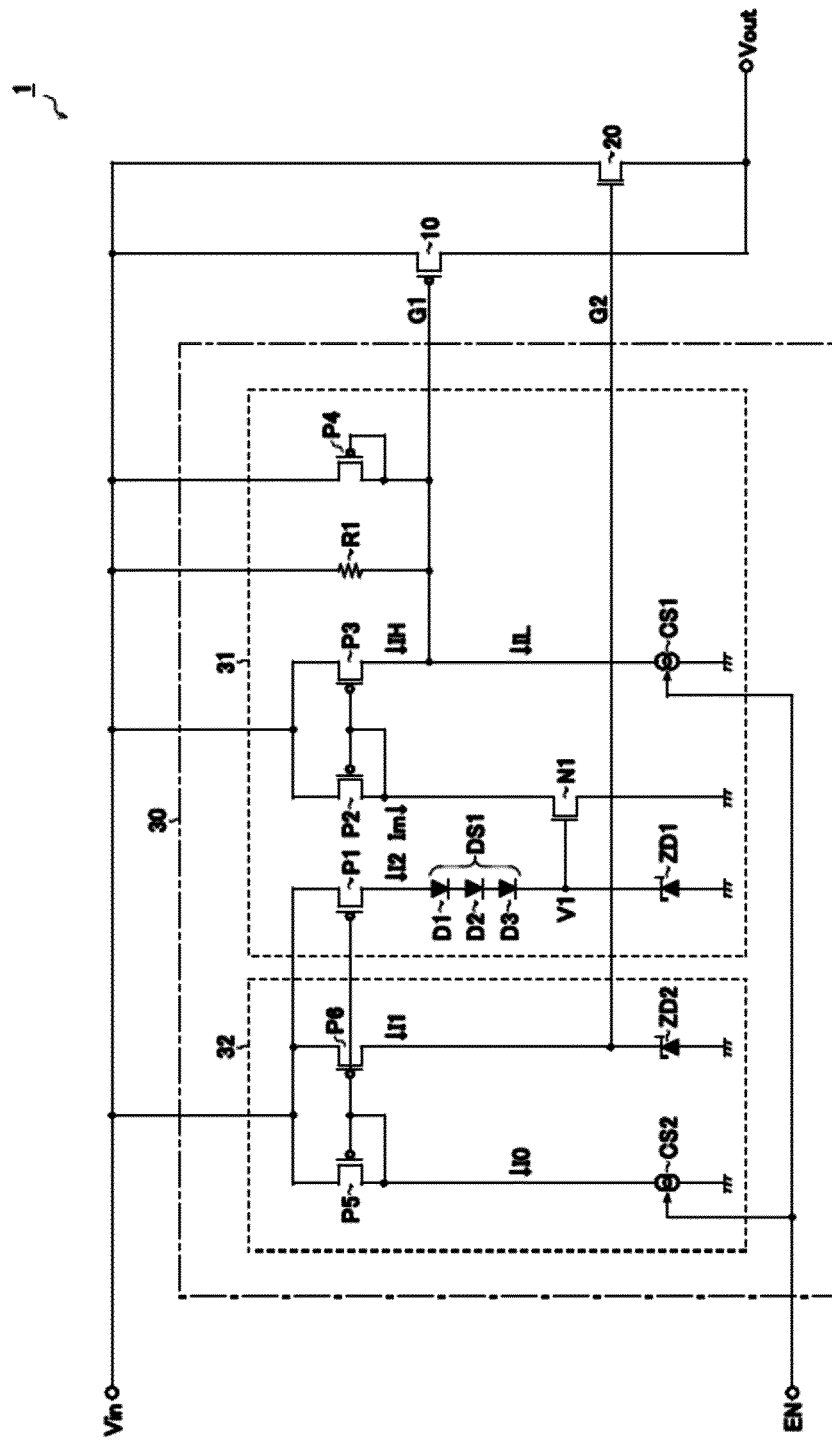 1
Vin
30
32
31
P5
P6
P1
P2
P3
R1
P4
↓I1
↓I2
Im↓
↓IH
G1
10
D1
D2
D3
DS1
↓I0
↓IL
V1
N1
G2
20
CS2
ZD2
ZD1
CS1
Vout
EN